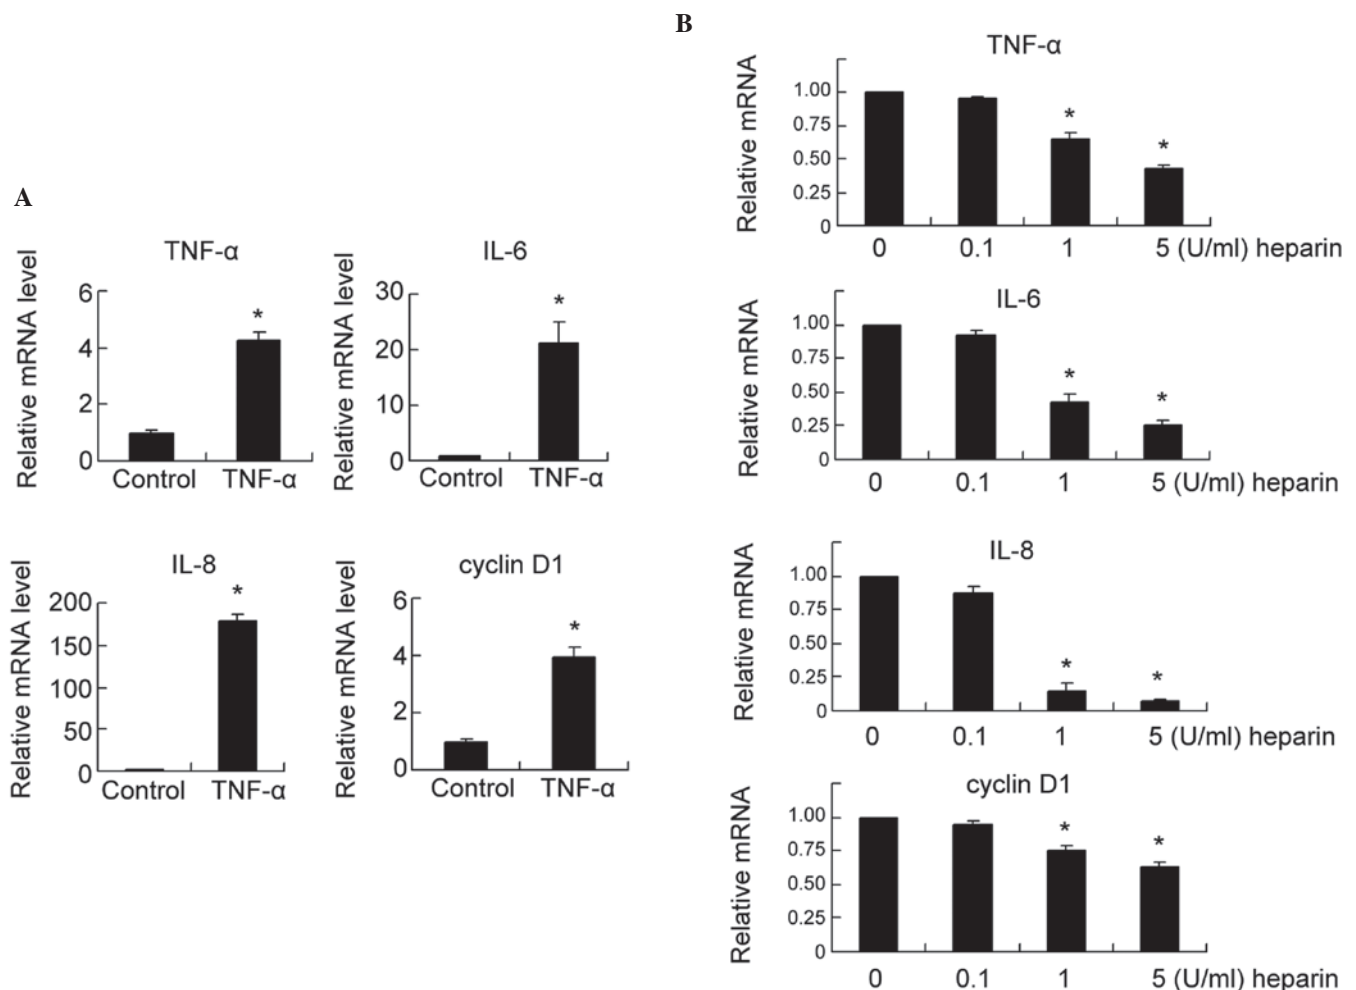 A
TNF-α
Relative mRNA level
6
4
2
0
*
Control TNF-α
IL-6
Relative mRNA level
30
20
10
0
*
Control TNF-α
IL-8
Relative mRNA level
200
150
100
50
0
*
Control TNF-α
cyclin D1
Relative mRNA level
6
4
2
0
*
Control TNF-α
B
TNF-α
Relative mRNA
1.00
0.75
0.50
0.25
0
*
*
0 0.1 1 5 (U/ml) heparin
IL-6
Relative mRNA
1.00
0.75
0.50
0.25
0
*
*
0 0.1 1 5 (U/ml) heparin
IL-8
Relative mRNA
1.00
0.75
0.50
0.25
0
*
*
0 0.1 1 5 (U/ml) heparin
cyclin D1
Relative mRNA
1.00
0.75
0.50
0.25
0
*
*
0 0.1 1 5 (U/ml) heparin